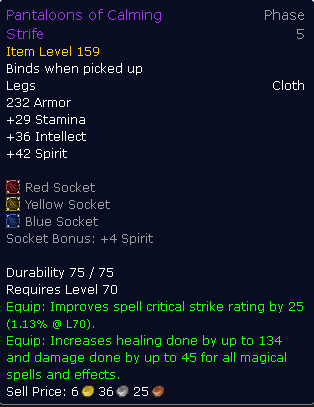 Pantaloons of Calming Phase
Strife 5
Item Level 159
Binds when picked up
Legs Cloth
232 Armor
+29 Stamina
+36 Intellect
+42 Spirit
Red Socket
Yellow Socket
Blue Socket
Socket Bonus: +4 Spirit
Durability 75 / 75
Requires Level 70
Equip: Improves spell critical strike rating by 25
(1.13% @ L70).
Equip: Increases healing done by up to 134
and damage done by up to 45 for all magical
spells and effects.
Sell Price: 6 36 25